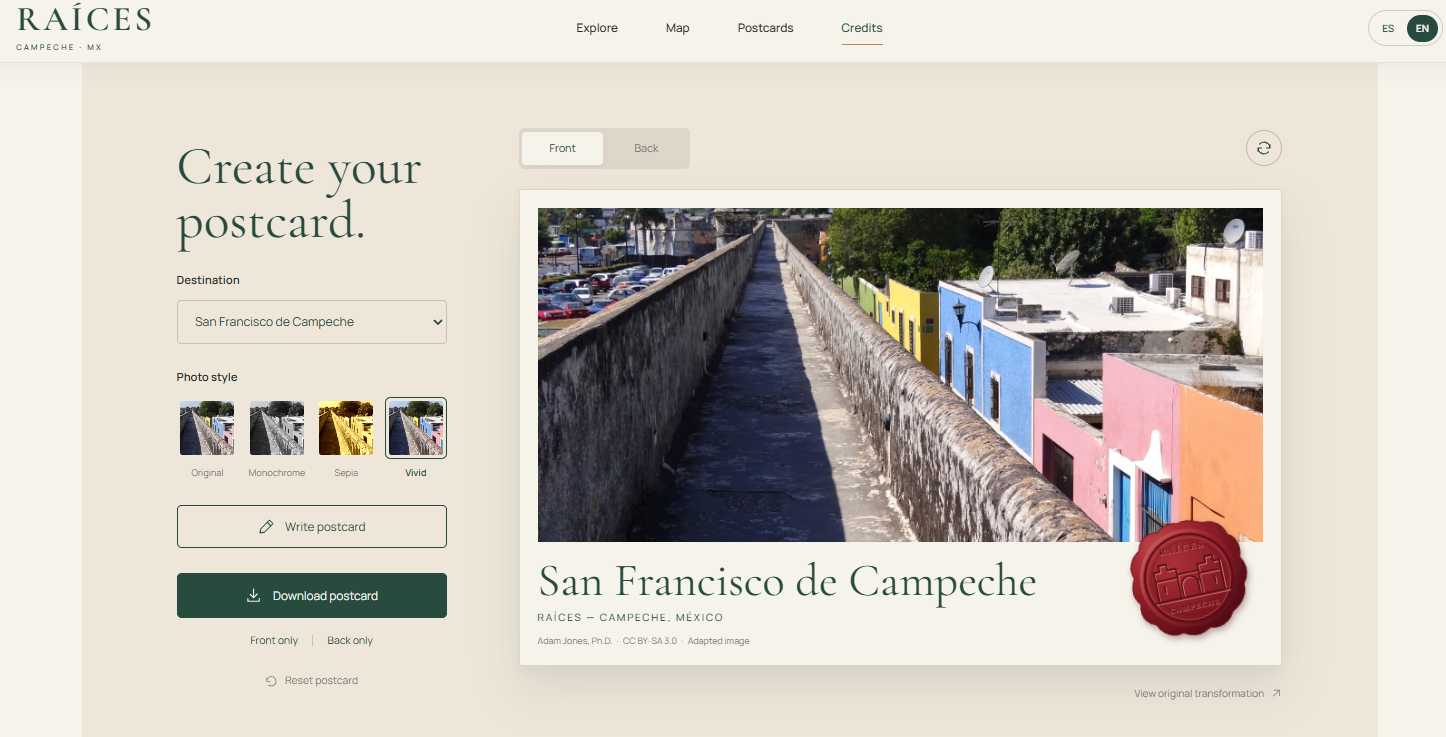 RAÍCES
CAMPECHE · MX
Explore
Map
Postcards
Credits
ES
EN
Create your
postcard.
Destination
San Francisco de Campeche
Photo style
Original
Monochrome
Sepia
Vivid
Write postcard
Download postcard
Front only
Back only
Reset postcard
Front
Back
RAÍCES
CAMPECHE
San Francisco de Campeche
RAÍCES — CAMPECHE, MÉXICO
Adam Jones, Ph.D. · CC BY-SA 3.0 · Adapted image
View original transformation